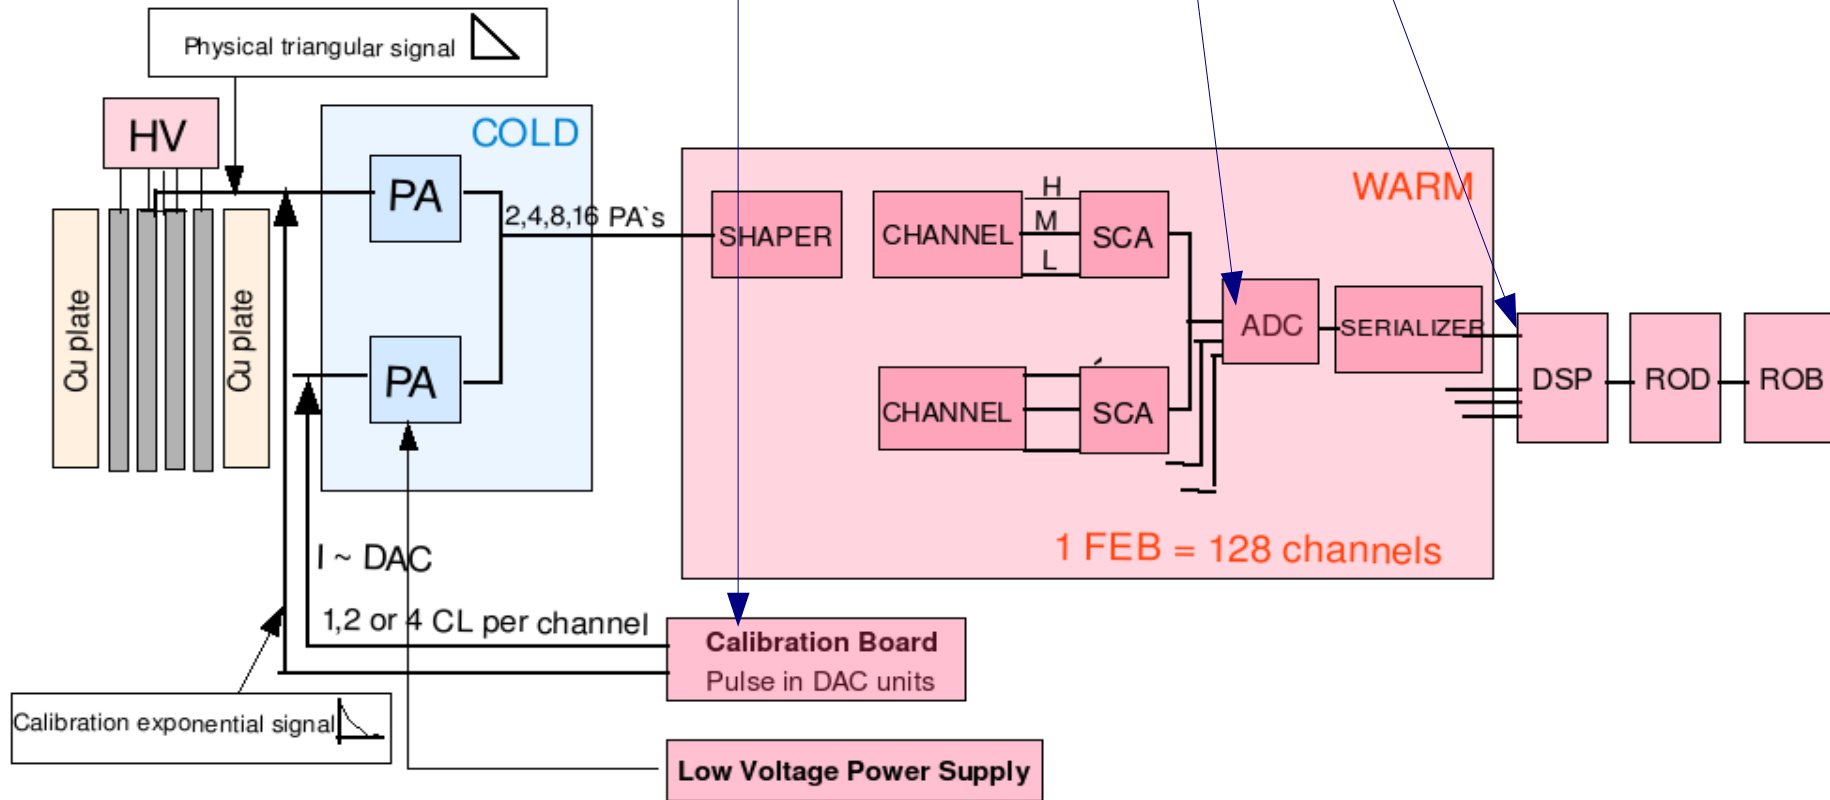 Physical triangular signal
HV
COLD
PA
2,4,8,16 PA`s
PA
Cu plate
Cu plate
WARM
SHAPER
CHANNEL
H
M
L
SCA
ADC
SERIALIZER
CHANNEL
SCA
DSP
ROD
ROB
1 FEB = 128 channels
I ~ DAC
1,2 or 4 CL per channel
Calibration Board
Pulse in DAC units
Calibration exponential signal
Low Voltage Power Supply